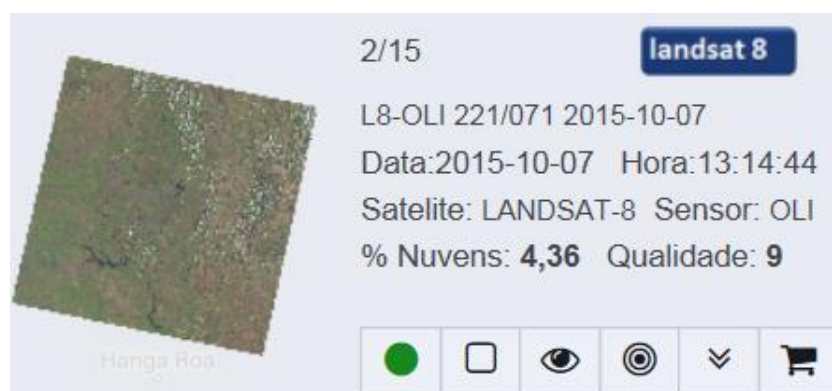 2/15
landsat 8
L8-OLI 221/071 2015-10-07
Data:2015-10-07 Hora:13:14:44
Satelite: LANDSAT-8 Sensor: OLI
% Nuvens: 4,36 Qualidade: 9
Hanga Roa